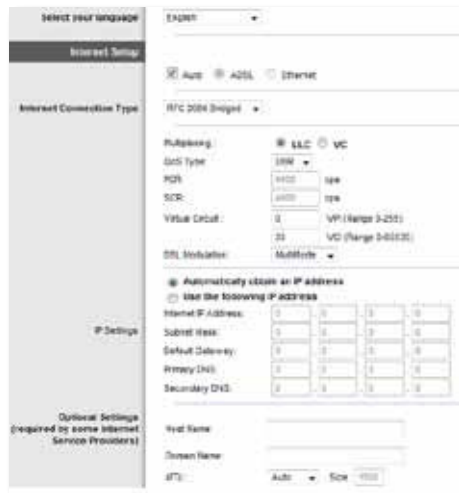 Select your language
English
Internet Setup
Auto ADSL Ethernet
Internet Connection Type
RFC 2684 Bridged
Multiplexing: LLC VC
QoS Type: UBR
PCR: cps
SCR: cps
Virtual Circuit: 0 VPI (Range 0-255)
VCI (Range 0-65535)
DSL Modulation: MultiMode
Automatically obtain an IP address
Use the following IP address
Internet IP Address:
IP Settings
Subnet Mask:
Default Gateway:
Primary DNS:
Secondary DNS:
Optional Settings
(required by some Internet
Service Providers)
Host Name:
Domain Name:
MTU: Auto Size